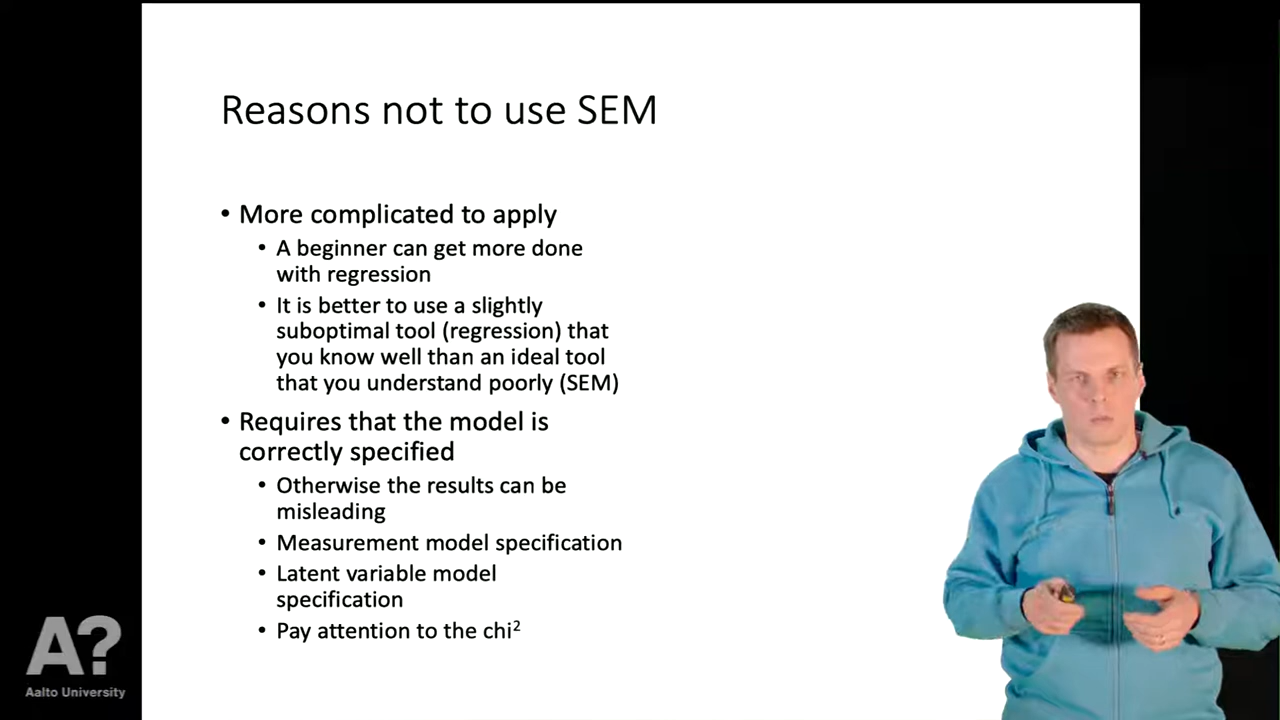 Reasons not to use SEM
• More complicated to apply
• A beginner can get more done
with regression
• It is better to use a slightly
suboptimal tool (regression) that
you know well than an ideal tool
that you understand poorly (SEM)
• Requires that the model is
correctly specified
• Otherwise the results can be
misleading
• Measurement model specification
• Latent variable model
specification
• Pay attention to the chi²
A?
Aalto University